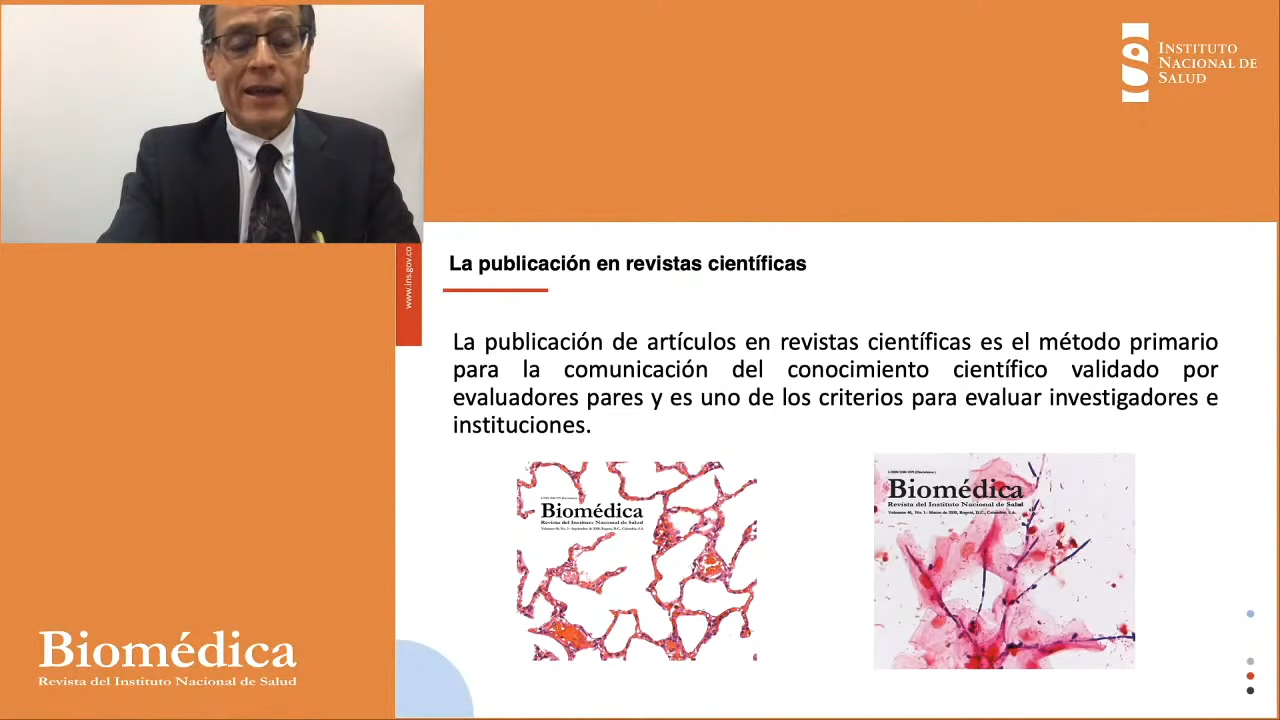 INSTITUTO
NACIONAL DE
SALUD
www.ins.gov.co
La publicación en revistas científicas
La publicación de artículos en revistas científicas es el método primario
para la comunicación del conocimiento científico validado por
evaluadores pares y es uno de los criterios para evaluar investigadores e
instituciones.
Biomédica
Revista del Instituto Nacional de Salud
Biomédica
Revista del Instituto Nacional de Salud
Biomédica
Revista del Instituto Nacional de Salud